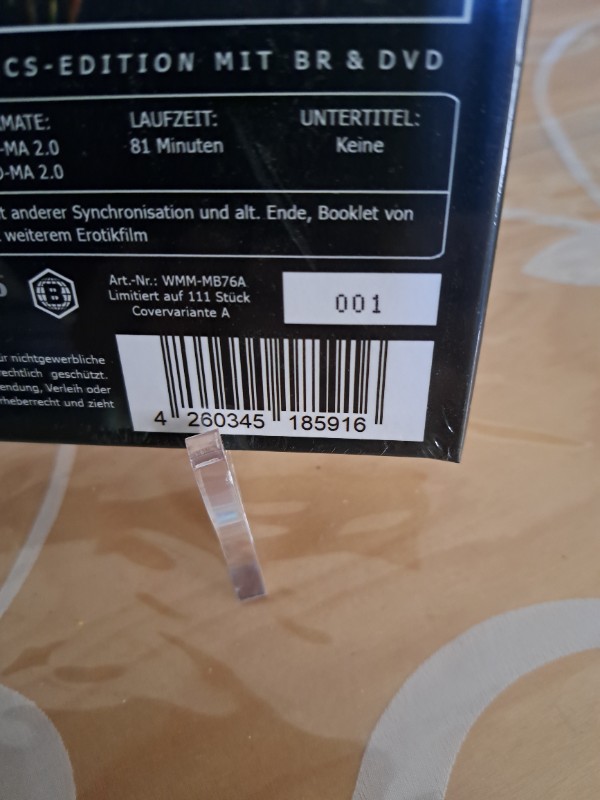 CS-EDITION MIT BR & DVD
MATE:
LAUFZEIT:
UNTERTITEL:
-MA 2.0
81 Minuten
Keine
-MA 2.0
t anderer Synchronisation und alt. Ende, Booklet von
weiterem Erotikfilm
Art.-Nr.: WMM-MB76A
Limitiert auf 111 Stück
Covervariante A
001
ür nichtgewerbliche
rechtlich geschützt.
endung, Verleih oder
rheberrecht und zieht
4 260345 185916